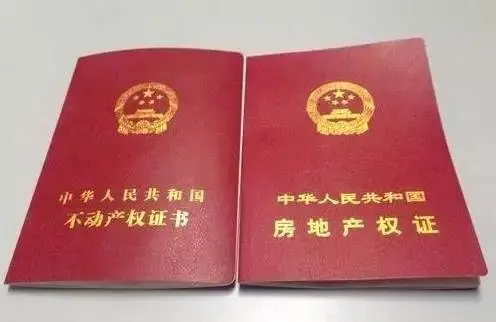 中华人民共和国
不动产权证书
中华人民共和国
房地产权证